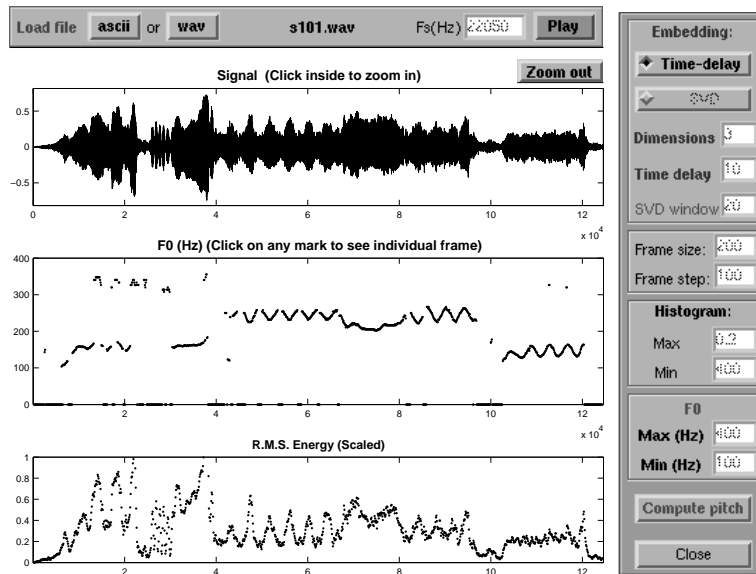 Load file ascii or wav s101.wav Fs(Hz) 22050 Play
Signal (Click inside to zoom in) Zoom out
0.5
0
−0.5
0 2 4 6 8 10 12
x 10^4
F0 (Hz) (Click on any mark to see individual frame)
400
300
200
100
0
2 4 6 8 10 12
x 10^4
R.M.S. Energy (Scaled)
1
0.8
0.6
0.4
0.2
0
2 4 6 8 10 12
Embedding:
Time-delay
SVD
Dimensions 3
Time delay 10
SVD window 20
Frame size: 200
Frame step: 100
Histogram:
Max 0.2
Min 400
F0
Max (Hz) 400
Min (Hz) 100
Compute pitch
Close